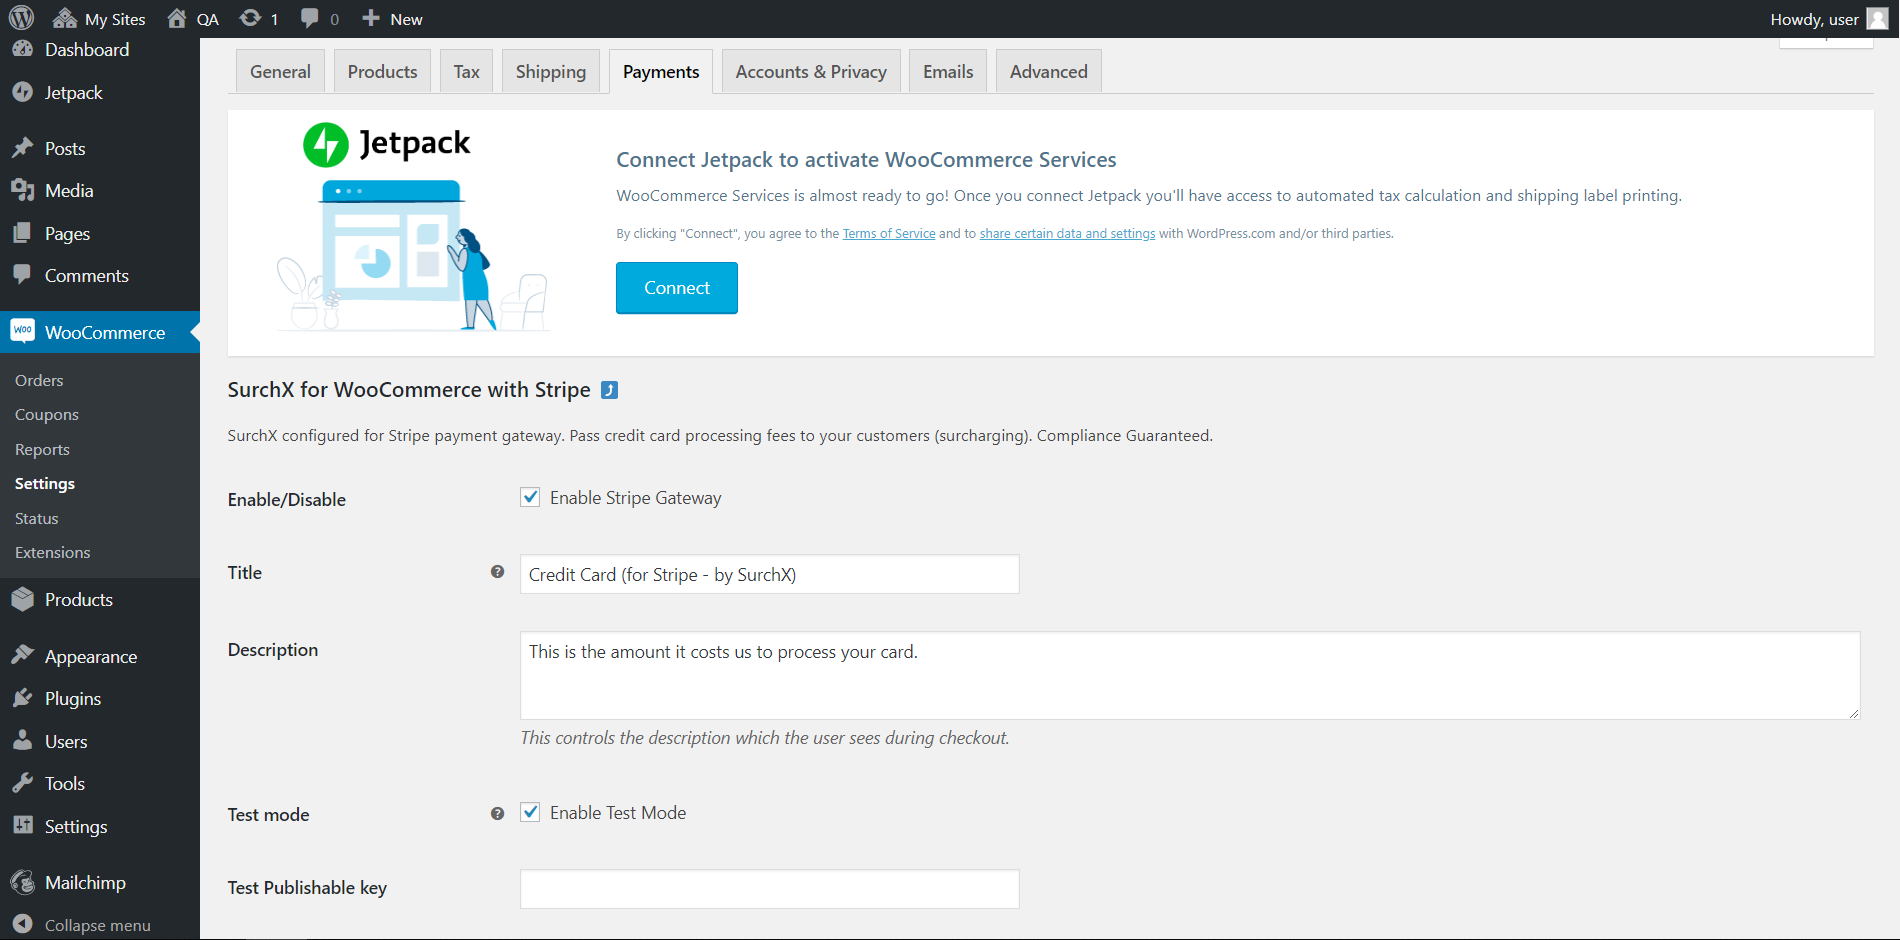 My Sites QA 1 0 New Howdy, user
Dashboard
Jetpack
Posts
Media
Pages
Comments
WOO WooCommerce
Orders
Coupons
Reports
Settings
Status
Extensions
Products
Appearance
Plugins
Users
Tools
Settings
Mailchimp
Collapse menu
General Products Tax Shipping Payments Accounts & Privacy Emails Advanced
Jetpack
Connect Jetpack to activate WooCommerce Services
WooCommerce Services is almost ready to go! Once you connect Jetpack you'll have access to automated tax calculation and shipping label printing.
By clicking "Connect", you agree to the Terms of Service and to share certain data and settings with WordPress.com and/or third parties.
Connect
SurchX for WooCommerce with Stripe ⤴
SurchX configured for Stripe payment gateway. Pass credit card processing fees to your customers (surcharging). Compliance Guaranteed.
Enable/Disable Enable Stripe Gateway
Title Credit Card (for Stripe - by SurchX)
Description This is the amount it costs us to process your card.
This controls the description which the user sees during checkout.
Test mode Enable Test Mode
Test Publishable key